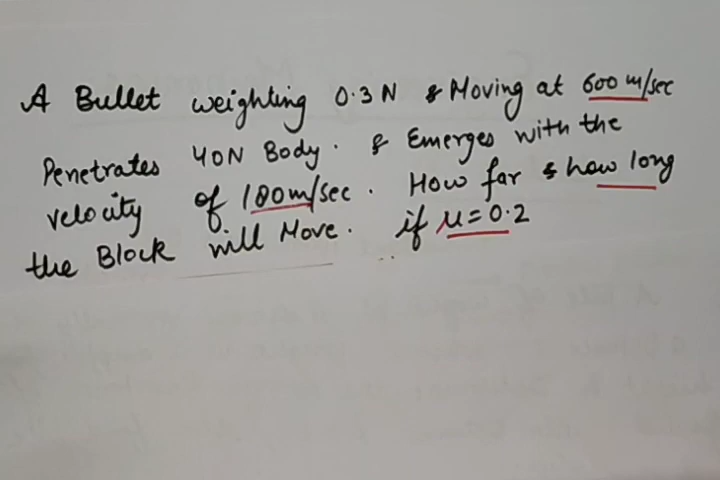 A Bullet weighting 0.3 N & Moving at 600 m/sec
Penetrates 40N Body. & Emerges with the
velocity of 180m/sec. How far & how long
the Block will Move. if μ=0.2